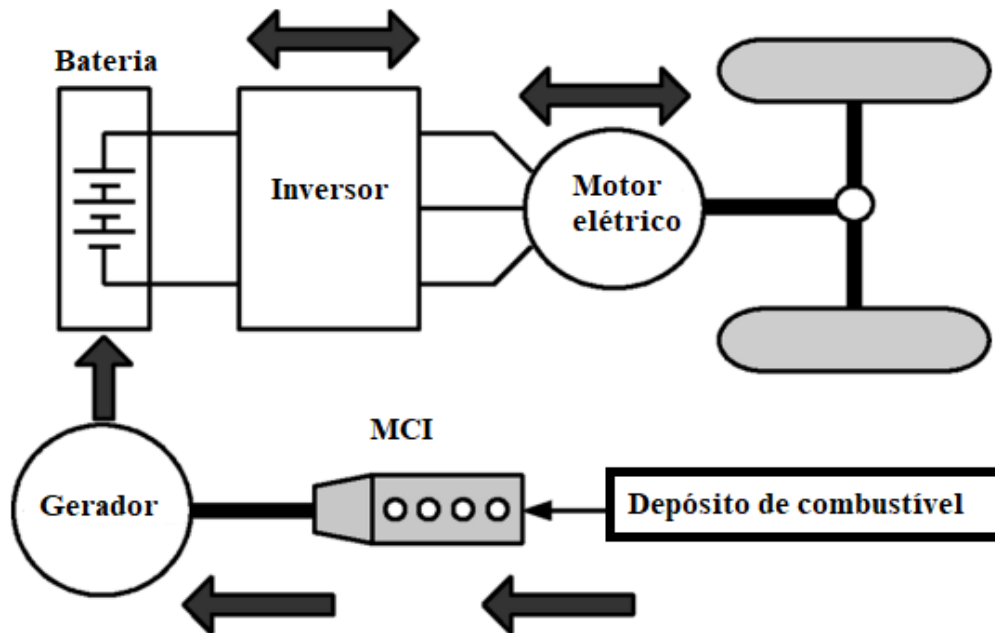 Bateria
Inversor
Motor
elétrico
MCI
Gerador
Depósito de combustível